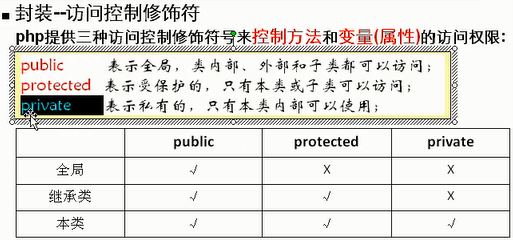 ■ 封装--访问控制修饰符
php提供三种访问控制修饰符号来控制方法和变量(属性)的访问权限:
public 表示全局，类内部、外部和子类都可以访问；
protected 表示受保护的，只有本类或子类可以访问；
private 表示私有的，只有本类内部可以使用；
public protected private
全局 √ X X
继承类 √ √ X
本类 √ √ √